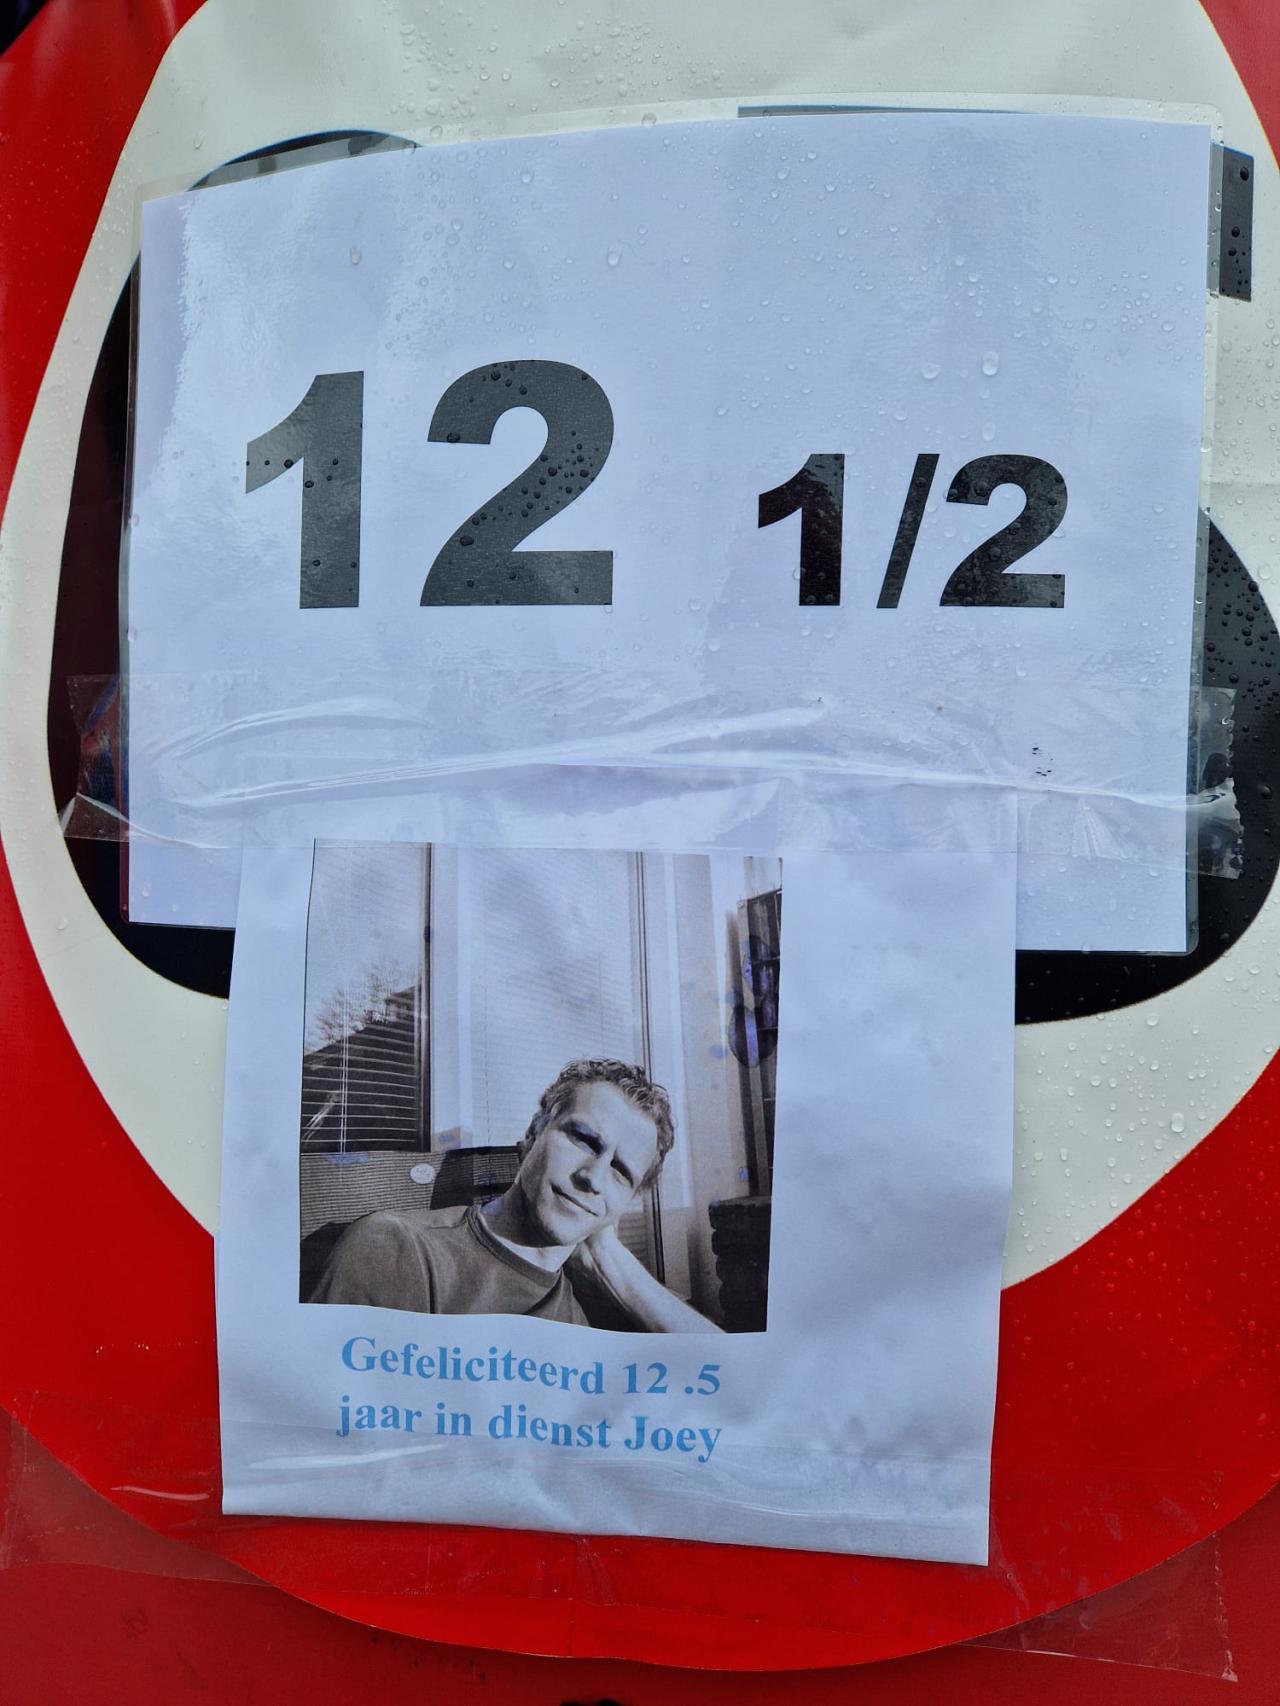 12 1/2
Gefeliciteerd 12 .5
jaar in dienst Joey